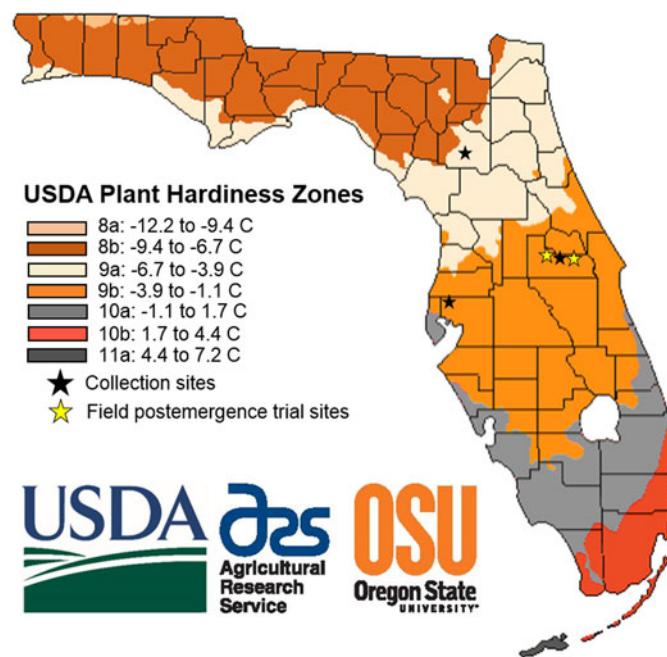 USDA Plant Hardiness Zones
8a: -12.2 to -9.4 C
8b: -9.4 to -6.7 C
9a: -6.7 to -3.9 C
9b: -3.9 to -1.1 C
10a: -1.1 to 1.7 C
10b: 1.7 to 4.4 C
11a: 4.4 to 7.2 C
Collection sites
Field postemergence trial sites
USDA
ars
Agricultural
Research
Service
OSU
Oregon State
UNIVERSITY